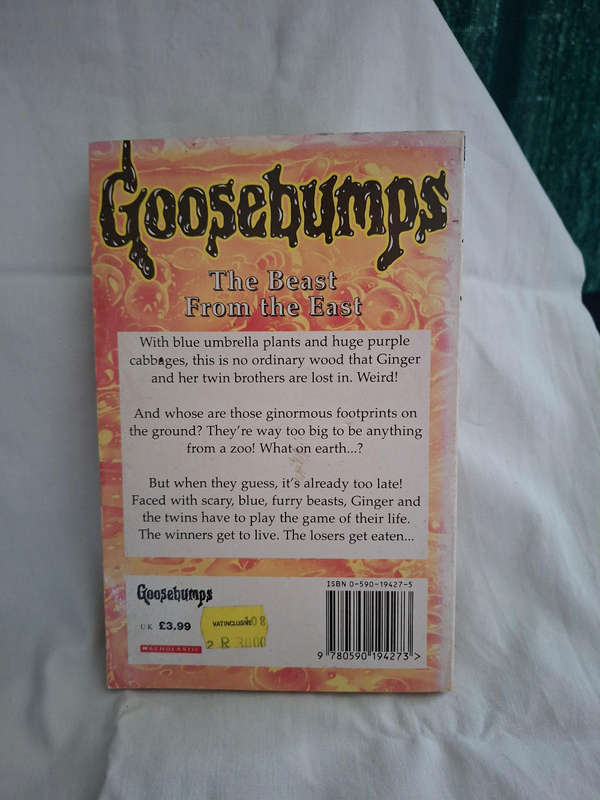 Goosebumps
The Beast
From the East
With blue umbrella plants and huge purple
cabbages, this is no ordinary wood that Ginger
and her twin brothers are lost in. Weird!
And whose are those ginormous footprints on
the ground? They're way too big to be anything
from a zoo! What on earth...?
But when they guess, it's already too late!
Faced with scary, blue, furry beasts, Ginger and
the twins have to play the game of their life.
The winners get to live. The losers get eaten...
Goosebumps
UK £3.99
SCHOLASTIC
VAT INCLUSIVE
ISBN 0-590-19427-5
9 780590 194273 >